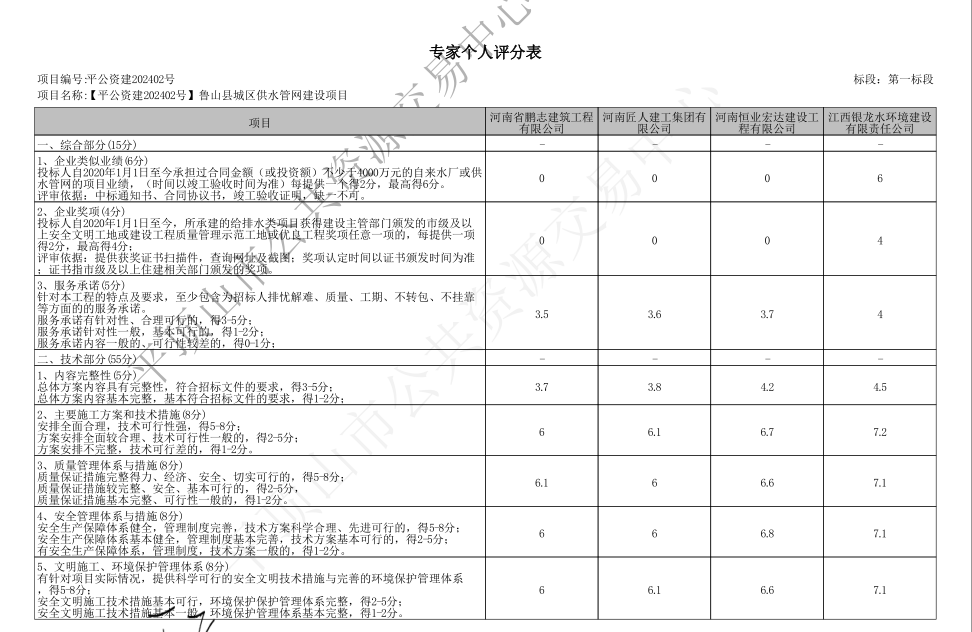 专家个人评分表
项目编号:平公资建202402号
标段: 第一标段
项目名称:【平公资建202402号】鲁山县城区供水管网建设项目
项目 河南省鹏志建筑工程有限公司 河南匠人建工集团有限公司 河南恒业宏达建设工程有限公司 江西银龙水环境建设有限责任公司
一、综合部分(15分) - - - -
1、企业类似业绩(6分)
投标人自2020年1月1日至今承担过合同金额（或投资额）不少于4000万元的自来水厂或供
水管网的项目业绩，（时间以竣工验收时间为准）每提供一个得2分，最高得6分。
评审依据：中标通知书、合同协议书，竣工验收证明，缺一不可。
0 0 0 6
2、企业奖项(4分)
投标人自2020年1月1日至今，所承建的给排水类项目获得建设主管部门颁发的市级及以
上安全文明工地或建设工程质量管理示范工地或优良工程奖项任意一项的，每提供一项
得2分，最高得4分；
评审依据：提供获奖证书扫描件，查询网址及截图；奖项认定时间以证书颁发时间为准
；证书指市级及以上住建相关部门颁发的奖项。
0 0 0 4
3、服务承诺(5分)
针对本工程的特点及要求，至少包含为招标人排忧解难、质量、工期、不转包、不挂靠
等方面的的服务承诺。
服务承诺有针对性、合理可行的，得3-5分；
服务承诺针对性一般，基本可行的，得1-2分；
服务承诺内容一般的、可行性较差的，得0-1分；
3.5 3.6 3.7 4
二、技术部分(55分) - - - -
1、内容完整性(5分)
总体方案内容具有完整性，符合招标文件的要求，得3-5分；
总体方案内容基本完整，基本符合招标文件的要求，得1-2分；
3.7 3.8 4.2 4.5
2、主要施工方案和技术措施(8分)
安排全面合理，技术可行性强，得5-8分；
方案安排全面较合理、技术可行性一般的，得2-5分；
方案安排不完整，技术可行差的，得1-2分。
6 6.1 6.7 7.2
3、质量管理体系与措施(8分)
质量保证措施完整得力、经济、安全、切实可行的，得5-8分；
质量保证措施较完整、安全、基本可行的，得2-5分，
质量保证措施基本完整、可行性一般的，得1-2分。
6.1 6 6.6 7.1
4、安全管理体系与措施(8分)
安全生产保障体系健全，管理制度完善，技术方案科学合理、先进可行的，得5-8分；
安全生产保障体系基本健全，管理制度基本完善，技术方案基本可行的，得2-5分；
有安全生产保障体系，管理制度，技术方案一般的，得1-2分。
6 6 6.8 7.1
5、文明施工、环境保护管理体系(8分)
有针对项目实际情况，提供科学可行的安全文明技术措施与完善的环境保护管理体系
，得5-8分；
安全文明施工技术措施基本可行，环境保护保护管理体系完整，得2-5分；
安全文明施工技术措施基本一般，环境保护管理体系基本完整，得1-2分。
6 6.1 6.6 7.1
平顶山市公共资源交易中心
平顶山市公共资源交易中心